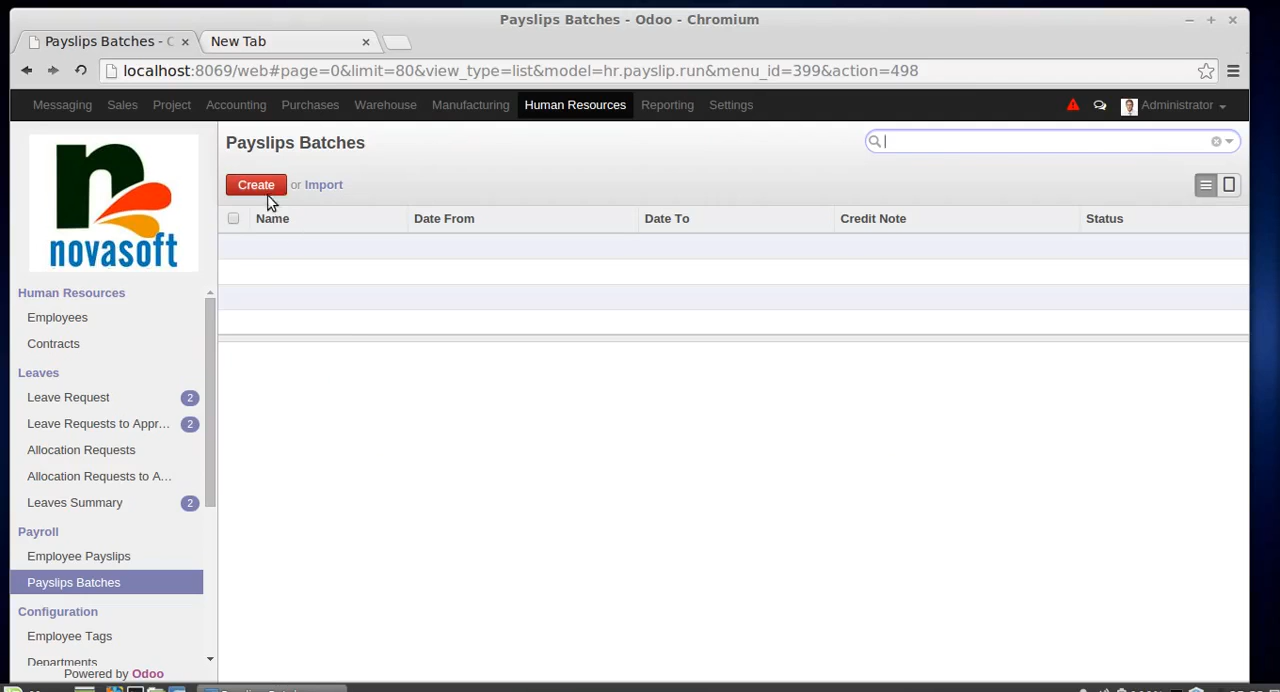 Payslips Batches - Odoo - Chromium
Payslips Batches - C
New Tab
localhost:8069/web#page=0&limit=80&view_type=list&model=hr.payslip.run&menu_id=399&action=498
Messaging Sales Project Accounting Purchases Warehouse Manufacturing Human Resources Reporting Settings Administrator
n
novasoft
Payslips Batches
Create or Import
Name Date From Date To Credit Note Status
Human Resources
Employees
Contracts
Leaves
Leave Request 2
Leave Requests to Appr... 2
Allocation Requests
Allocation Requests to A...
Leaves Summary 2
Payroll
Employee Payslips
Payslips Batches
Configuration
Employee Tags
Departments
Powered by Odoo